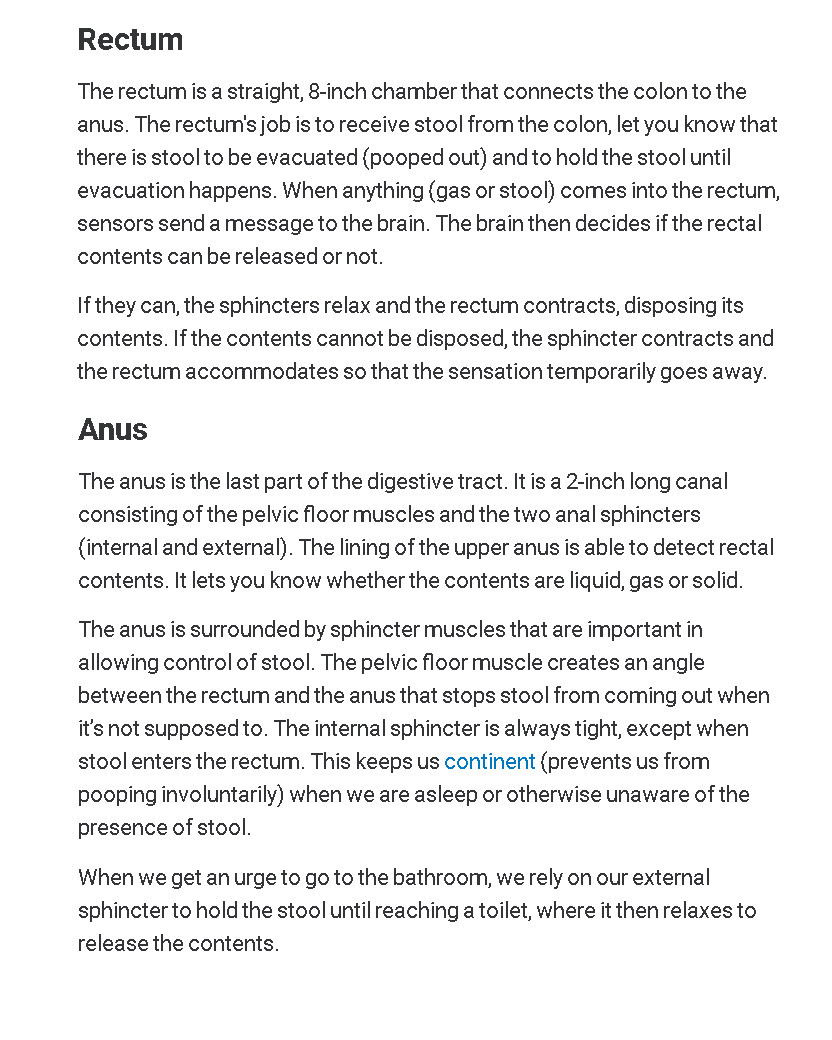 Rectum
The rectum is a straight, 8-inch chamber that connects the colon to the
anus. The rectum's job is to receive stool from the colon, let you know that
there is stool to be evacuated (pooped out) and to hold the stool until
evacuation happens. When anything (gas or stool) comes into the rectum,
sensors send a message to the brain. The brain then decides if the rectal
contents can be released or not.
If they can, the sphincters relax and the rectum contracts, disposing its
contents. If the contents cannot be disposed, the sphincter contracts and
the rectum accommodates so that the sensation temporarily goes away.
Anus
The anus is the last part of the digestive tract. It is a 2-inch long canal
consisting of the pelvic floor muscles and the two anal sphincters
(internal and external). The lining of the upper anus is able to detect rectal
contents. It lets you know whether the contents are liquid, gas or solid.
The anus is surrounded by sphincter muscles that are important in
allowing control of stool. The pelvic floor muscle creates an angle
between the rectum and the anus that stops stool from coming out when
it’s not supposed to. The internal sphincter is always tight, except when
stool enters the rectum. This keeps us continent (prevents us from
pooping involuntarily) when we are asleep or otherwise unaware of the
presence of stool.
When we get an urge to go to the bathroom, we rely on our external
sphincter to hold the stool until reaching a toilet, where it then relaxes to
release the contents.